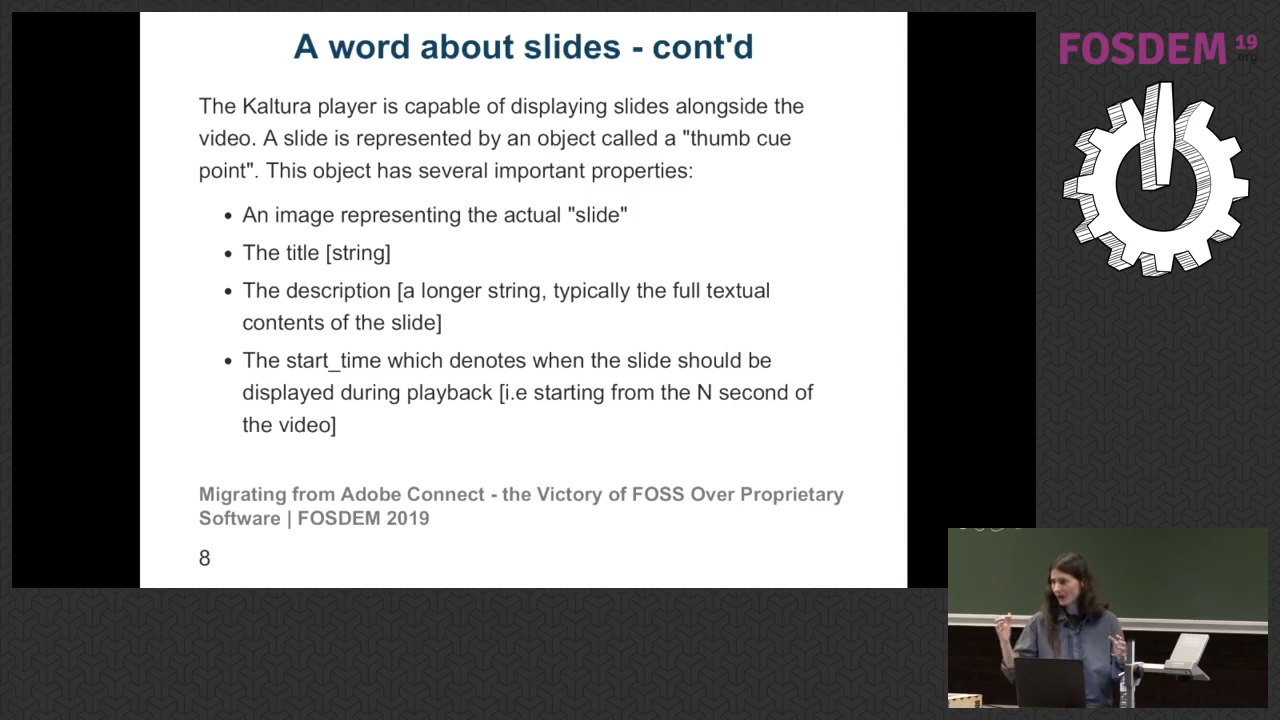 A word about slides - cont'd
The Kaltura player is capable of displaying slides alongside the
video. A slide is represented by an object called a "thumb cue
point". This object has several important properties:
• An image representing the actual "slide"
• The title [string]
• The description [a longer string, typically the full textual
contents of the slide]
• The start_time which denotes when the slide should be
displayed during playback [i.e starting from the N second of
the video]
Migrating from Adobe Connect - the Victory of FOSS Over Proprietary
Software | FOSDEM 2019
8
FOSDEM 19
.org